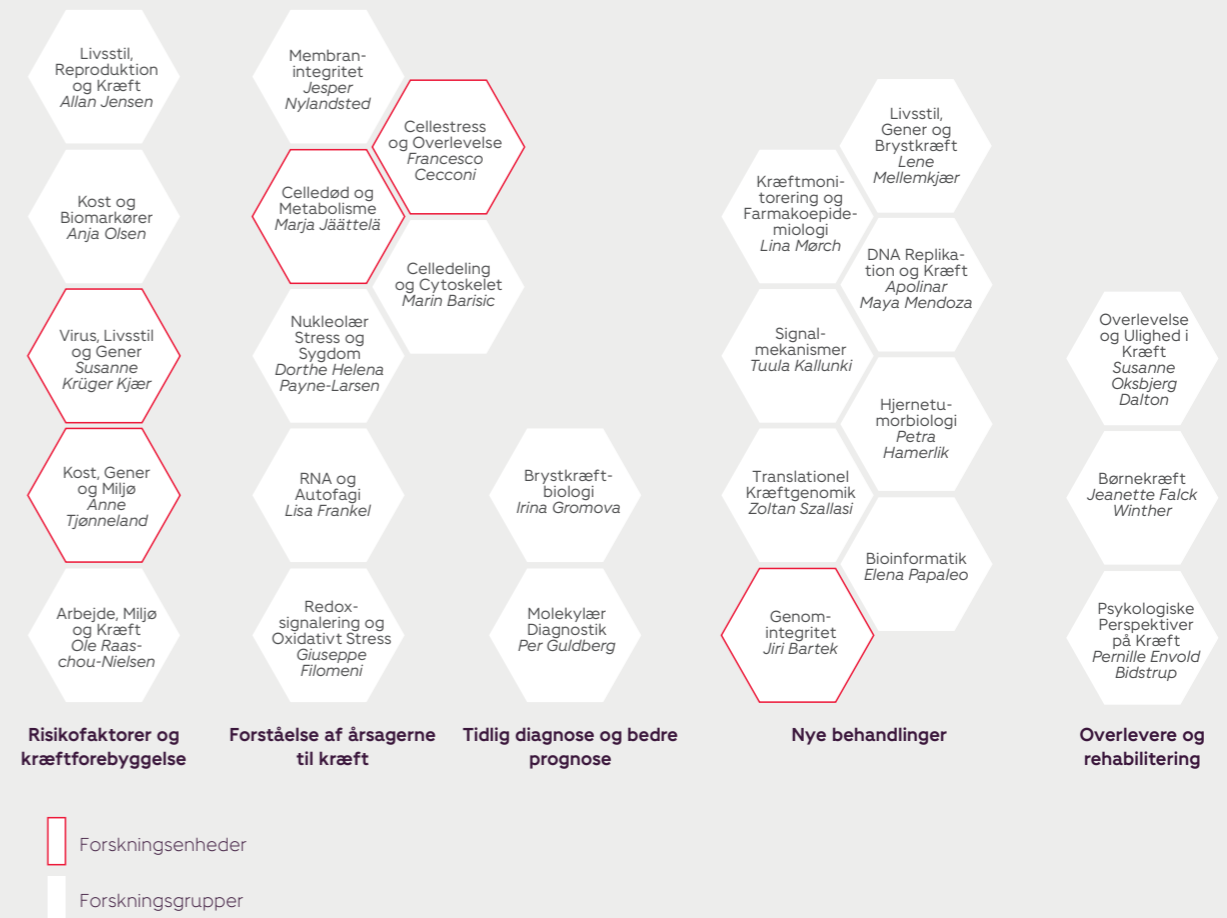 Livsstil,
Reproduktion
og Kræft
Allan Jensen
Kost og
Biomarkører
Anja Olsen
Virus, Livsstil
og Gener
Susanne
Krüger Kjær
Kost, Gener
og Miljø
Anne
Tjønneland
Arbejde, Miljø
og Kræft
Ole Raas-
chou-Nielsen
Risikofaktorer og
kræftforebyggelse
Membran-
integritet
Jesper
Nylandsted
Cellestress
og Overlevelse
Francesco
Cecconi
Celledød og
Metabolisme
Marja Jäättelä
Celledeling
og Cytoskelet
Marin Barisic
Nukleolær
Stress og
Sygdom
Dorthe Helena
Payne-Larsen
RNA og
Autofagi
Lisa Frankel
Redox-
signalering og
Oxidativt Stress
Giuseppe
Filomeni
Forståelse af årsagerne
til kræft
Brystkræft-
biologi
Irina Gromova
Molekylær
Diagnostik
Per Guldberg
Tidlig diagnose og bedre
prognose
Livsstil,
Gener og
Brystkræft
Lene
Mellemkjær
Kræftmoni-
torering og
Farmakoepide-
miologi
Lina Mørch
DNA Replika-
tion og Kræft
Apolinar
Maya Mendoza
Signal-
mekanismer
Tuula Kallunki
Hjernetu-
morbiologi
Petra
Hamerlik
Translationel
Kræftgenomik
Zoltan Szallasi
Bioinformatik
Elena Papaleo
Genom-
integritet
Jiri Bartek
Nye behandlinger
Overlevelse
og Ulighed i
Kræft
Susanne
Oksbjerg
Dalton
Børnekræft
Jeanette Falck
Winther
Psykologiske
Perspektiver
på Kræft
Pernille Envold
Bidstrup
Overlevere og
rehabilitering
Forskningsenheder
Forskningsgrupper